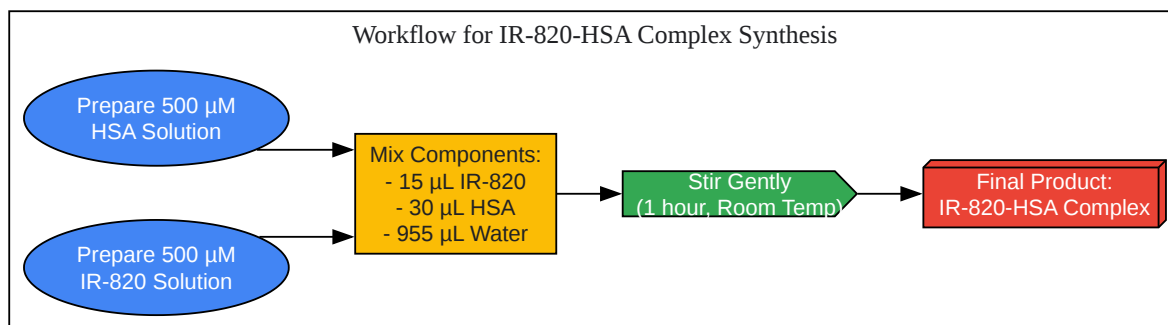 Workflow for IR-820-HSA Complex Synthesis
Prepare 500 µM
HSA Solution
Prepare 500 µM
IR-820 Solution
Mix Components:
- 15 µL IR-820
- 30 µL HSA
- 955 µL Water
Stir Gently
(1 hour, Room Temp)
Final Product:
IR-820-HSA Complex